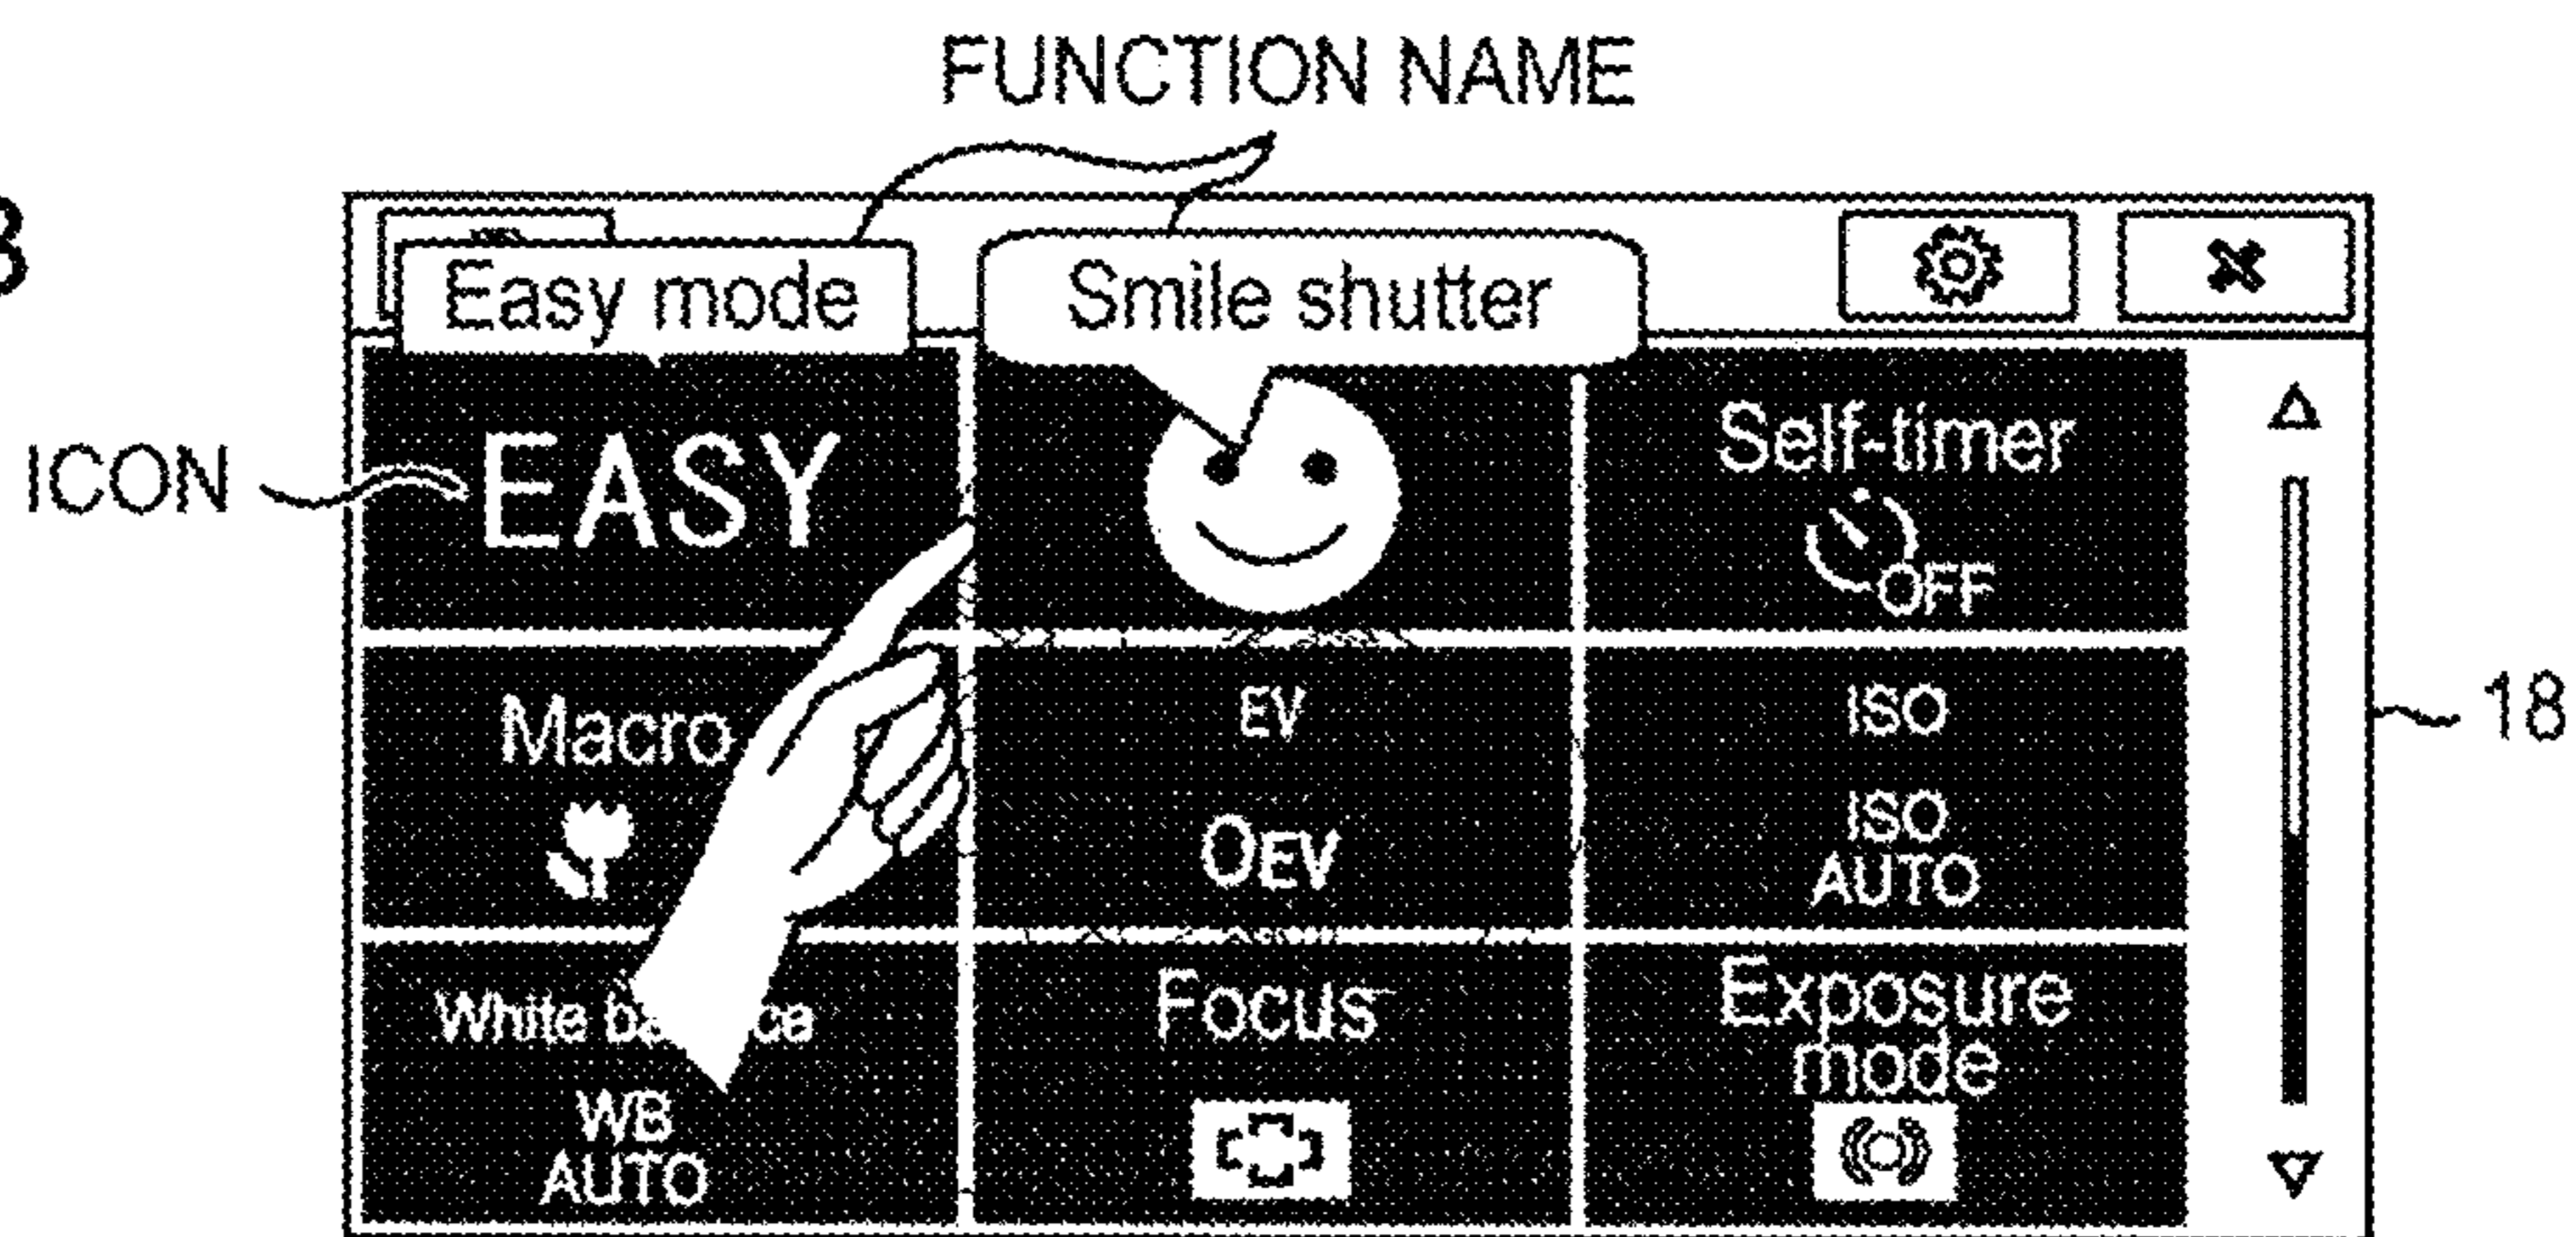 FUNCTION NAME
Easy mode
Smile shutter
ICON
EASY
Self-timer
OFF
Macro
EV
0EV
ISO
ISO
AUTO
18
White
WB
AUTO
Focus
Exposure
mode